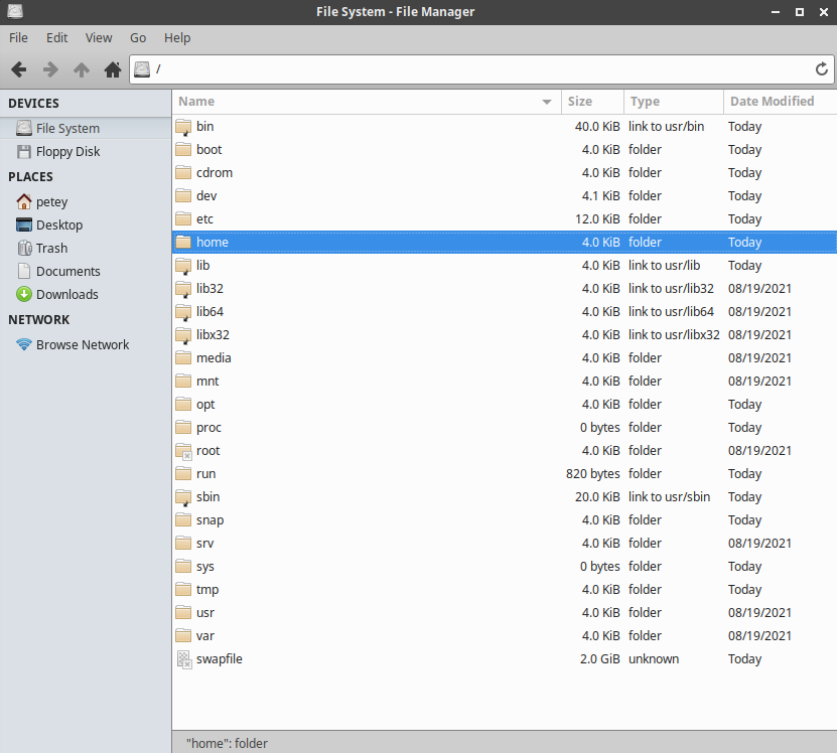 File System - File Manager
File Edit View Go Help
/
DEVICES
File System
Floppy Disk
PLACES
petey
Desktop
Trash
Documents
Downloads
NETWORK
Browse Network
Name Size Type Date Modified
bin 40.0 KiB link to usr/bin Today
boot 4.0 KiB folder Today
cdrom 4.0 KiB folder Today
dev 4.1 KiB folder Today
etc 12.0 KiB folder Today
home 4.0 KiB folder Today
lib 4.0 KiB link to usr/lib Today
lib32 4.0 KiB link to usr/lib32 08/19/2021
lib64 4.0 KiB link to usr/lib64 08/19/2021
libx32 4.0 KiB link to usr/libx32 08/19/2021
media 4.0 KiB folder 08/19/2021
mnt 4.0 KiB folder 08/19/2021
opt 4.0 KiB folder Today
proc 0 bytes folder Today
root 4.0 KiB folder 08/19/2021
run 820 bytes folder Today
sbin 20.0 KiB link to usr/sbin Today
snap 4.0 KiB folder Today
srv 4.0 KiB folder 08/19/2021
sys 0 bytes folder Today
tmp 4.0 KiB folder Today
usr 4.0 KiB folder 08/19/2021
var 4.0 KiB folder 08/19/2021
swapfile 2.0 GiB unknown Today
"home": folder